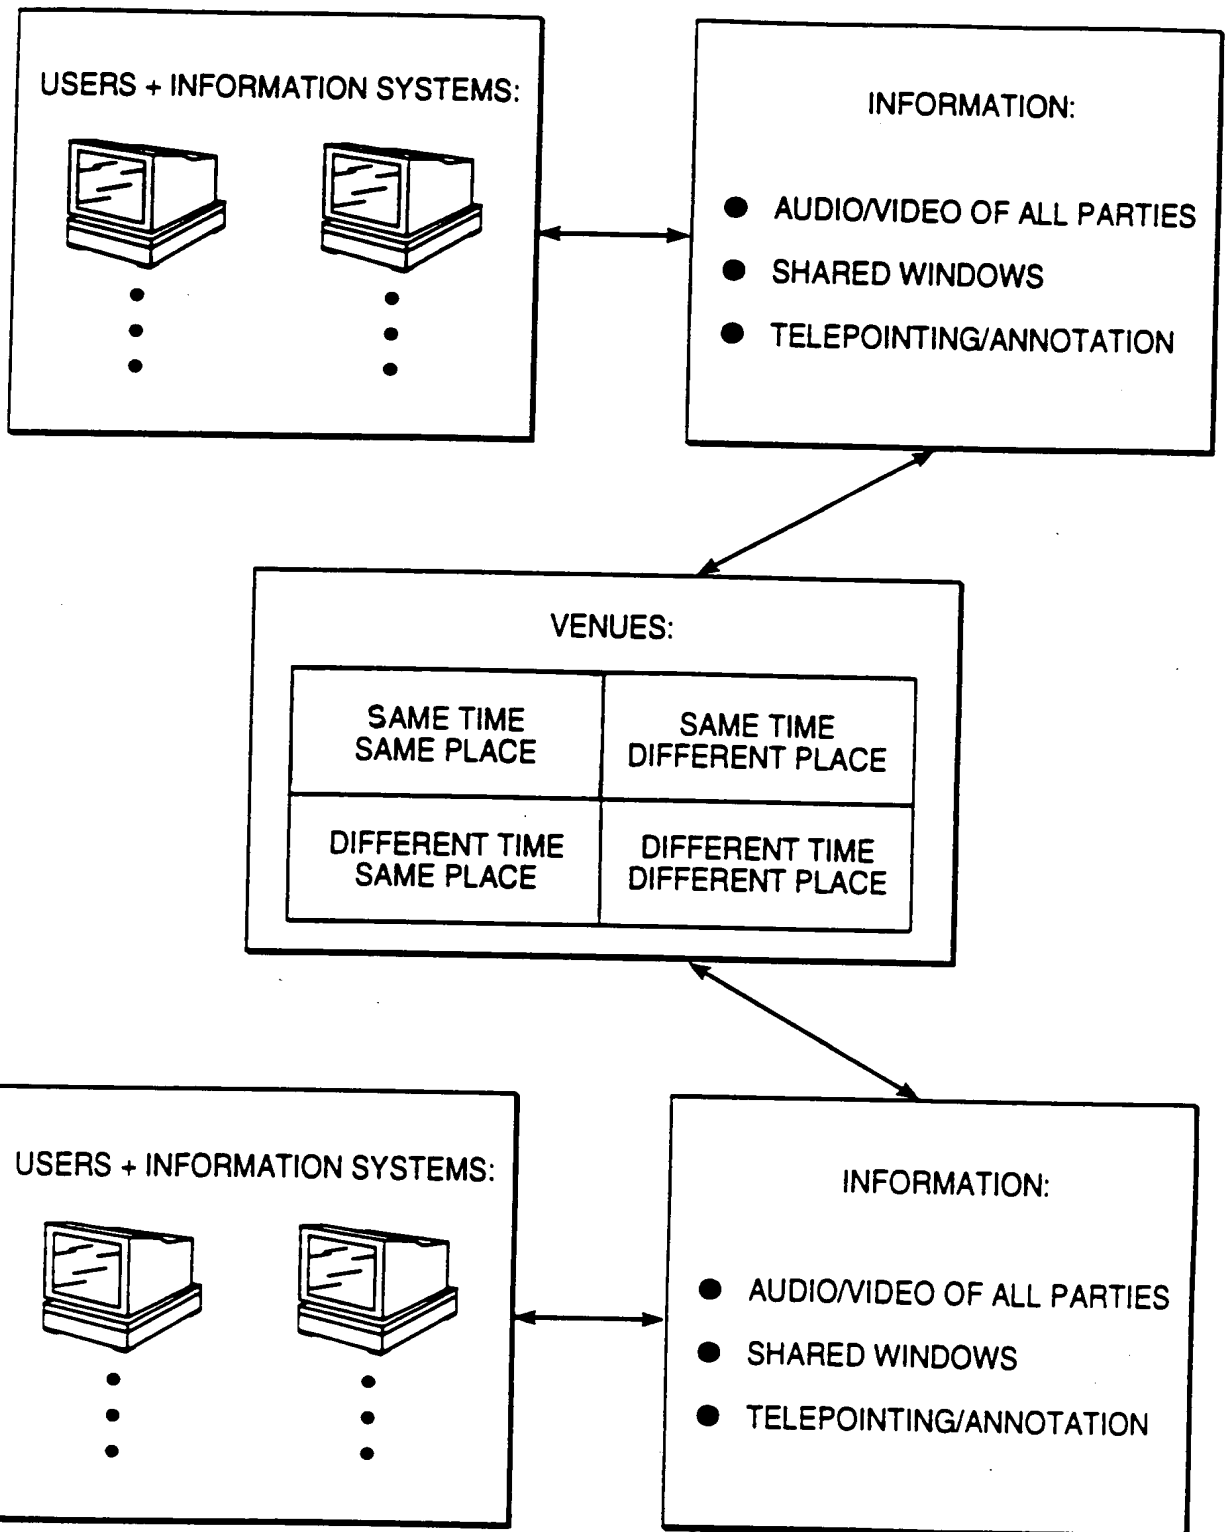 USERS + INFORMATION SYSTEMS:
INFORMATION:
● AUDIO/VIDEO OF ALL PARTIES
● SHARED WINDOWS
● TELEPOINTING/ANNOTATION
VENUES:
SAME TIME
SAME PLACE
SAME TIME
DIFFERENT PLACE
DIFFERENT TIME
SAME PLACE
DIFFERENT TIME
DIFFERENT PLACE
USERS + INFORMATION SYSTEMS:
INFORMATION:
● AUDIO/VIDEO OF ALL PARTIES
● SHARED WINDOWS
● TELEPOINTING/ANNOTATION